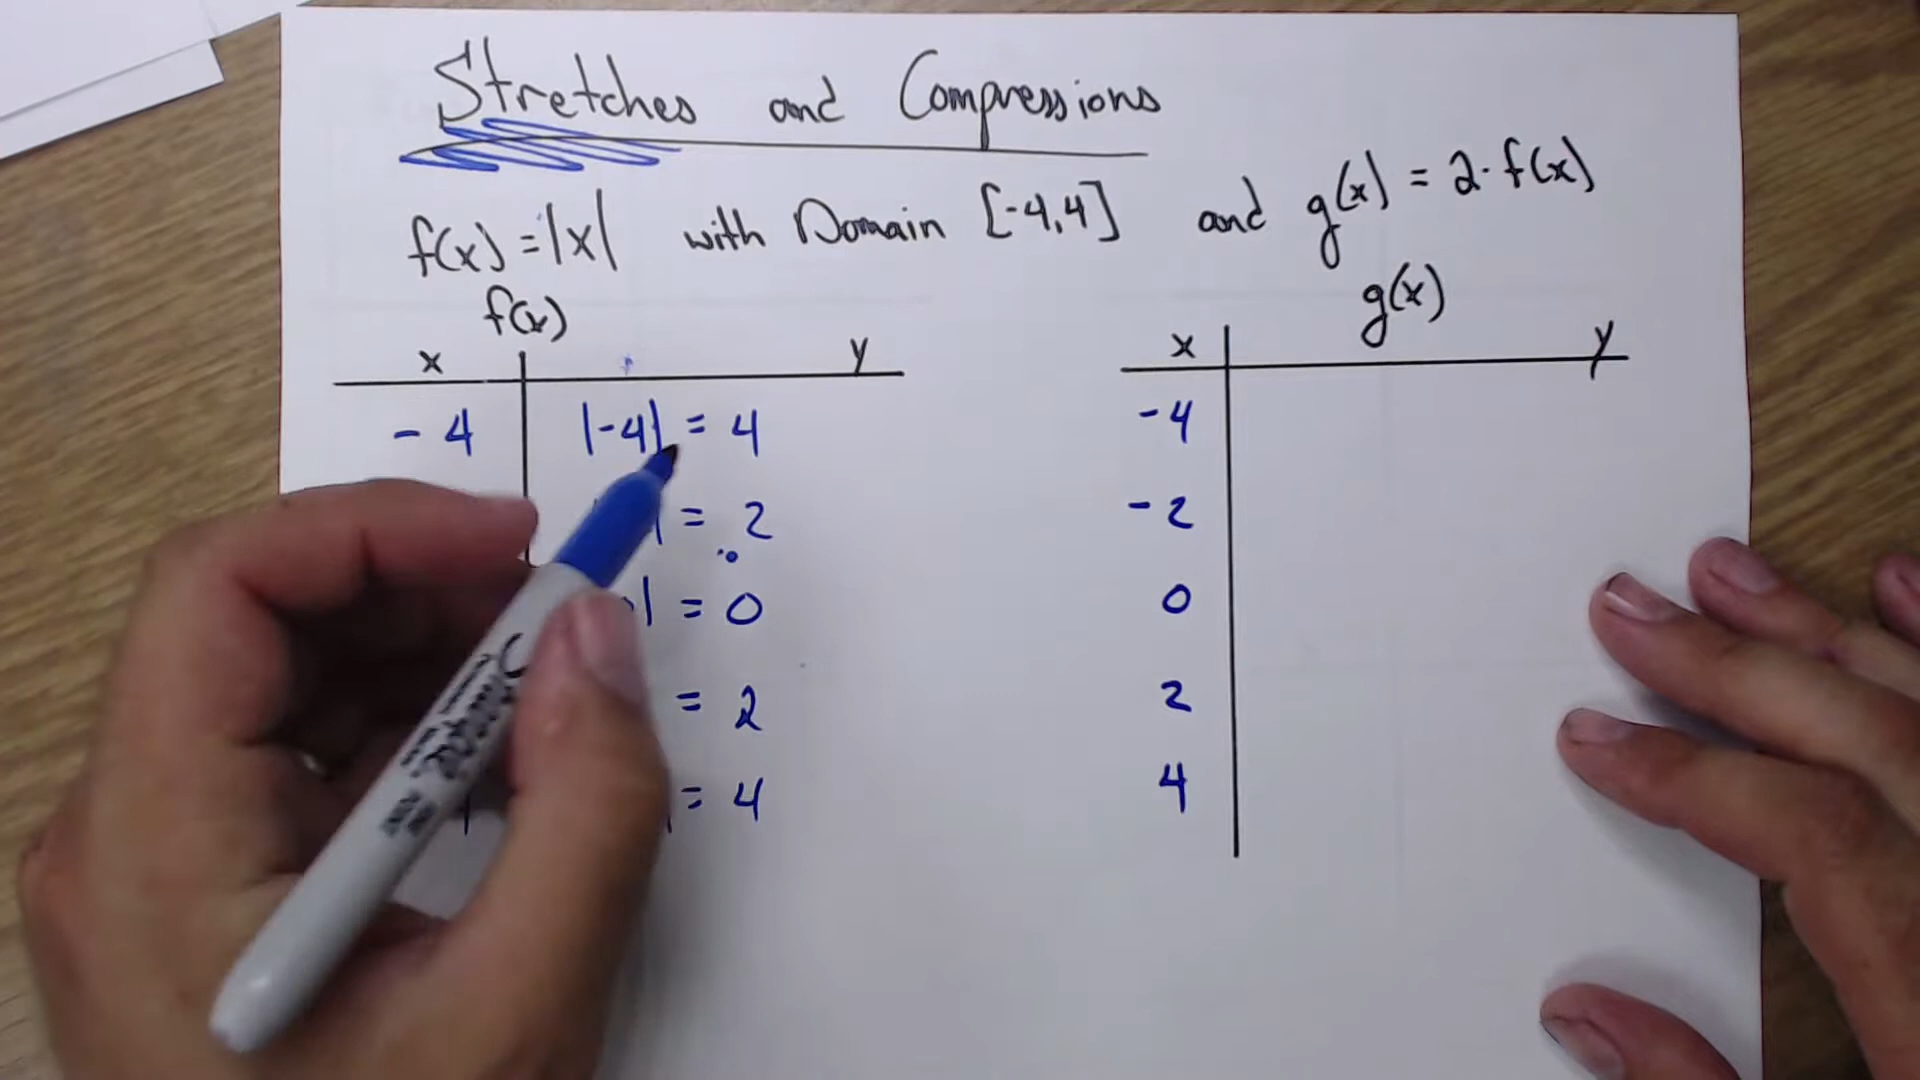 Stretches and Compressions
f(x) = |x| with Domain [-4,4] and g(x) = 2·f(x)
f(x)
x y
-4 |-4| = 4
| = 2
| = 0
= 2
= 4
g(x)
x y
-4
-2
0
2
4